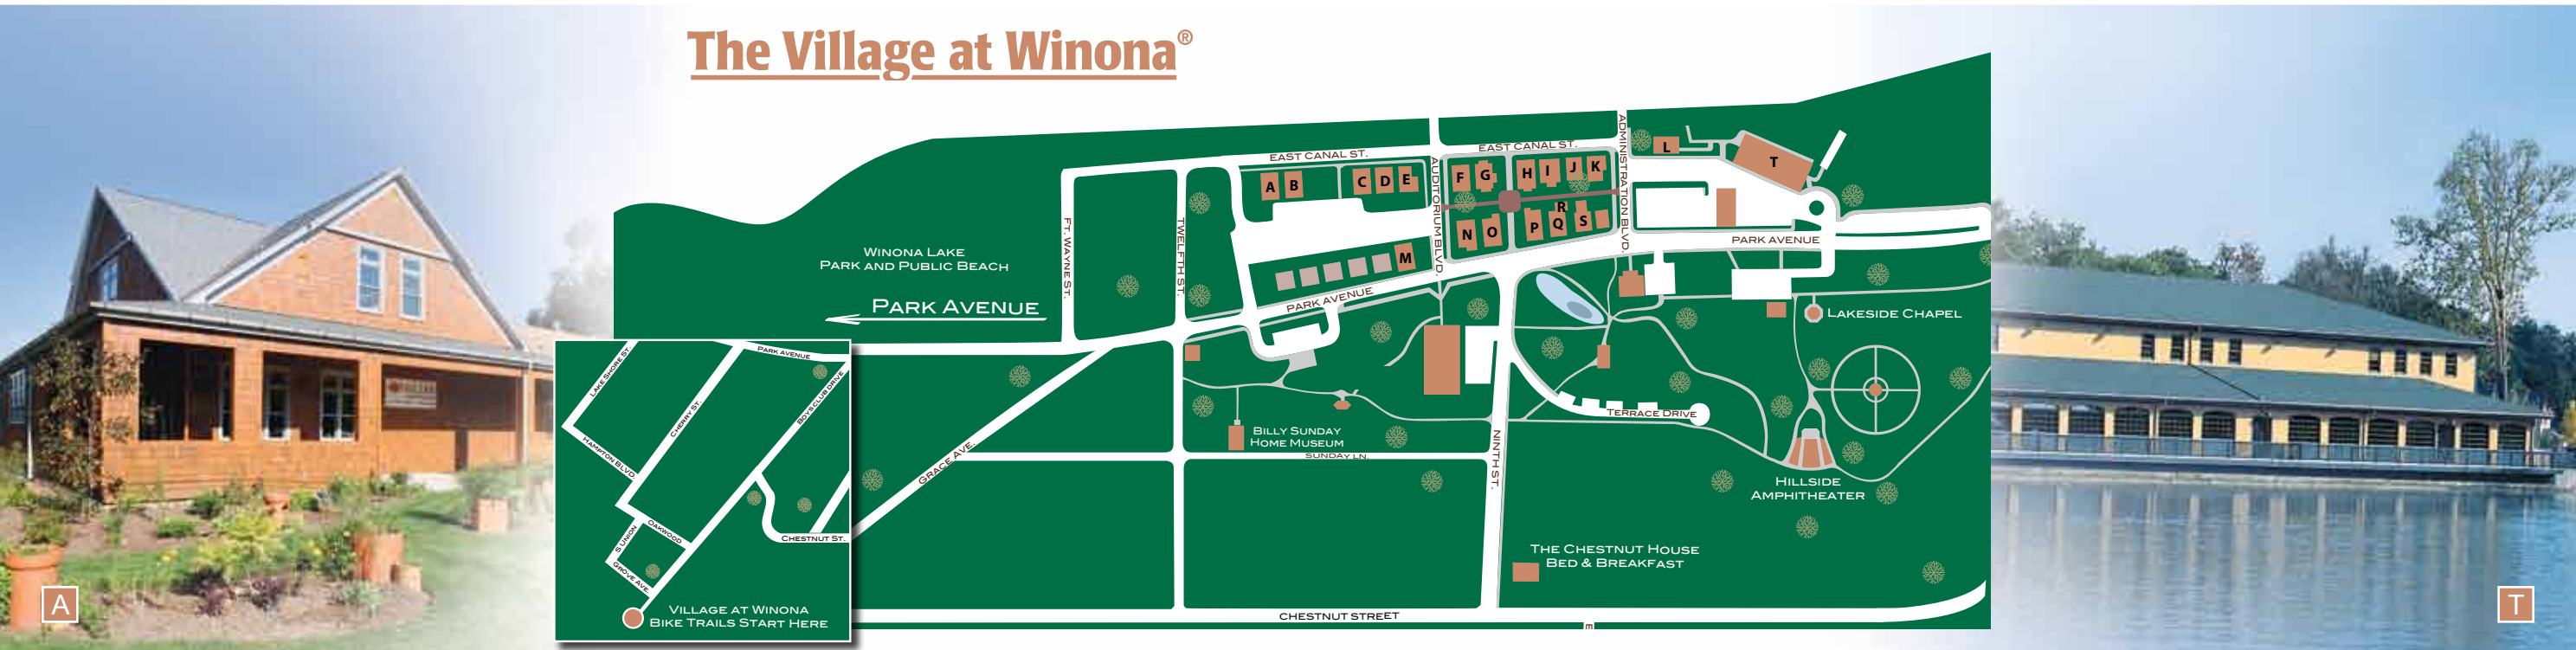 The Village at Winona®
EAST CANAL ST.
EAST CANAL ST.
ADMINISTRATION BLVD.
AUDITORIUM BLVD.
FT. WAYNE ST.
TWELFTH ST.
A B C D E
F G H I J K
L
T
N O P Q R S
M
WINONA LAKE
PARK AND PUBLIC BEACH
PARK AVENUE
PARK AVENUE
PARK AVENUE
LAKESIDE CHAPEL
TERRACE DRIVE
BILLY SUNDAY
HOME MUSEUM
SUNDAY LN.
NINTH ST.
GRACE AVE.
HILLSIDE
AMPHITHEATER
THE CHESTNUT HOUSE
BED & BREAKFAST
CHESTNUT STREET
E
PARK AVENUE
LAKE SHORE ST.
CHERRY ST.
BOYS CLUB DRIVE
HAMPTON BLVD.
OAKWOOD
S UNION
GROVE AVE.
CHESTNUT ST.
VILLAGE AT WINONA
BIKE TRAILS START HERE
A
T